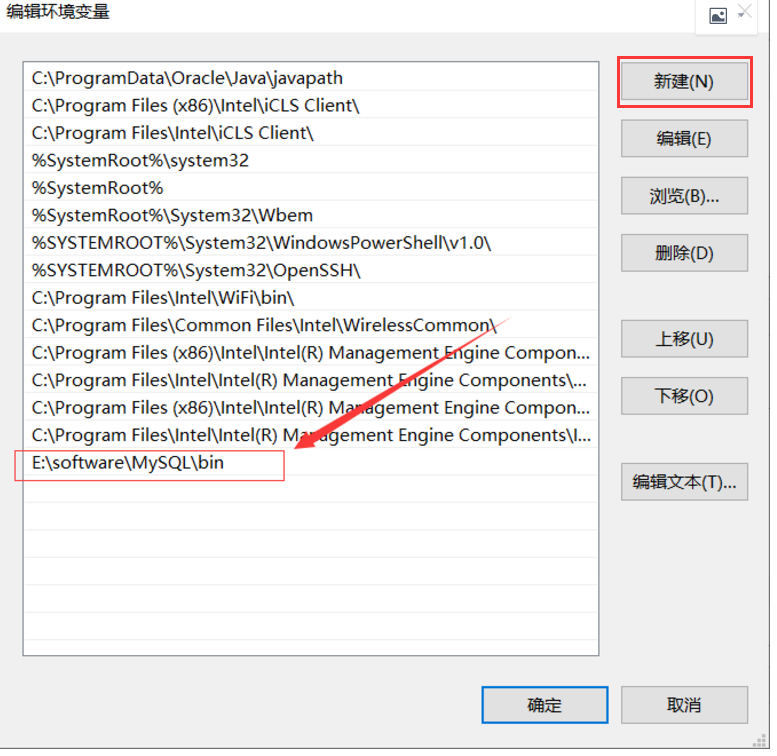 编辑环境变量
C:\ProgramData\Oracle\Java\javapath
新建(N)
C:\Program Files (x86)\Intel\iCLS Client\
C:\Program Files\Intel\iCLS Client\
编辑(E)
%SystemRoot%\system32
%SystemRoot%
浏览(B)...
%SystemRoot%\System32\Wbem
%SYSTEMROOT%\System32\WindowsPowerShell\v1.0\
删除(D)
%SYSTEMROOT%\System32\OpenSSH\
C:\Program Files\Intel\WiFi\bin\
C:\Program Files\Common Files\Intel\WirelessCommon\
上移(U)
C:\Program Files (x86)\Intel\Intel(R) Management Engine Compon...
C:\Program Files\Intel\Intel(R) Management Engine Components\...
下移(O)
C:\Program Files (x86)\Intel\Intel(R) Management Engine Compon...
C:\Program Files\Intel\Intel(R) Management Engine Components\I...
E:\software\MySQL\bin
编辑文本(T)...
确定
取消